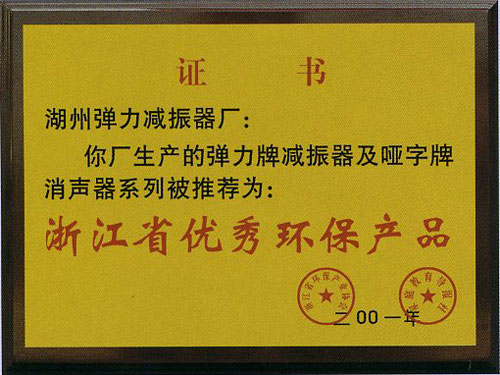 证 书
湖州弹力减振器厂：
你厂生产的弹力牌减振器及哑字牌
消声器系列被推荐为：
浙江省优秀环保产品
二00一年